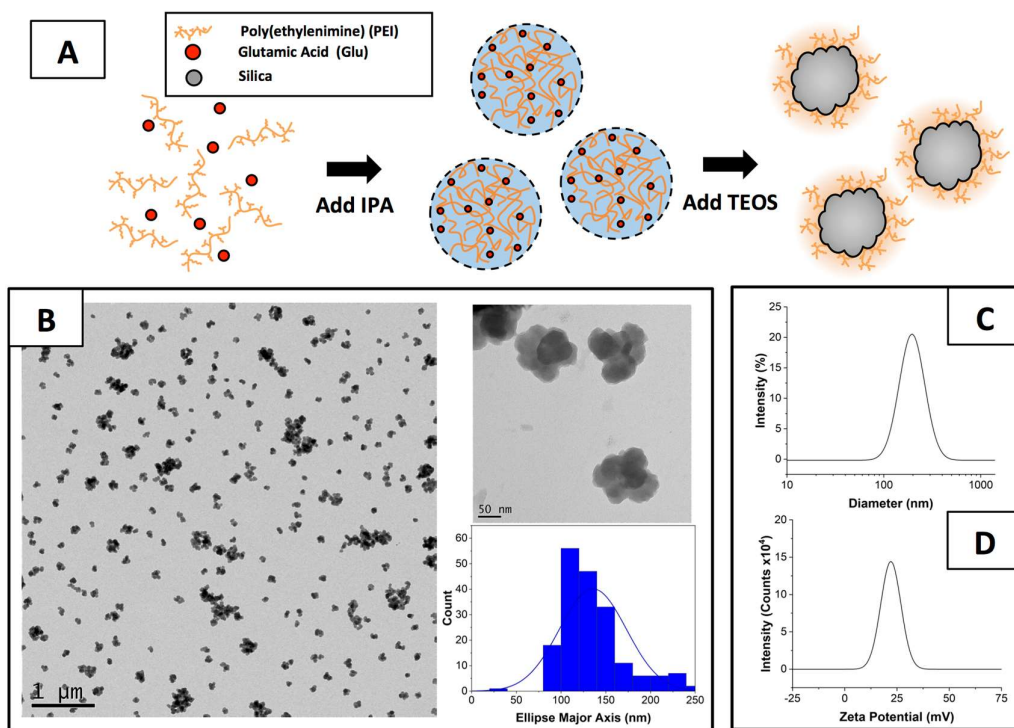 A
Poly(ethylenimine) (PEI)
Glutamic Acid (Glu)
Silica
Add IPA
Add TEOS
B
1 μm
50 nm
60
50
40
30
20
10
0
Count
0 50 100 150 200 250
Ellipse Major Axis (nm)
C
25
20
15
10
5
0
Intensity (%)
10 100 1000
Diameter (nm)
D
20
15
10
5
0
Intensity (Counts x10⁴)
-25 0 25 50 75
Zeta Potential (mV)